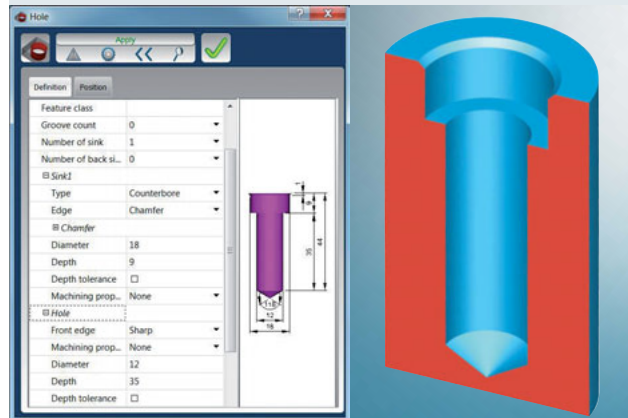 Hole
Apply
Definition Position
Feature class
Groove count 0
Number of sink 1
Number of back si... 0
Sink1
Type Counterbore
Edge Chamfer
Chamfer
Diameter 18
Depth 9
Depth tolerance
Machining prop... None
Hole
Front edge Sharp
Machining prop... None
Diameter 12
Depth 35
Depth tolerance
1
9
35
44
12
18